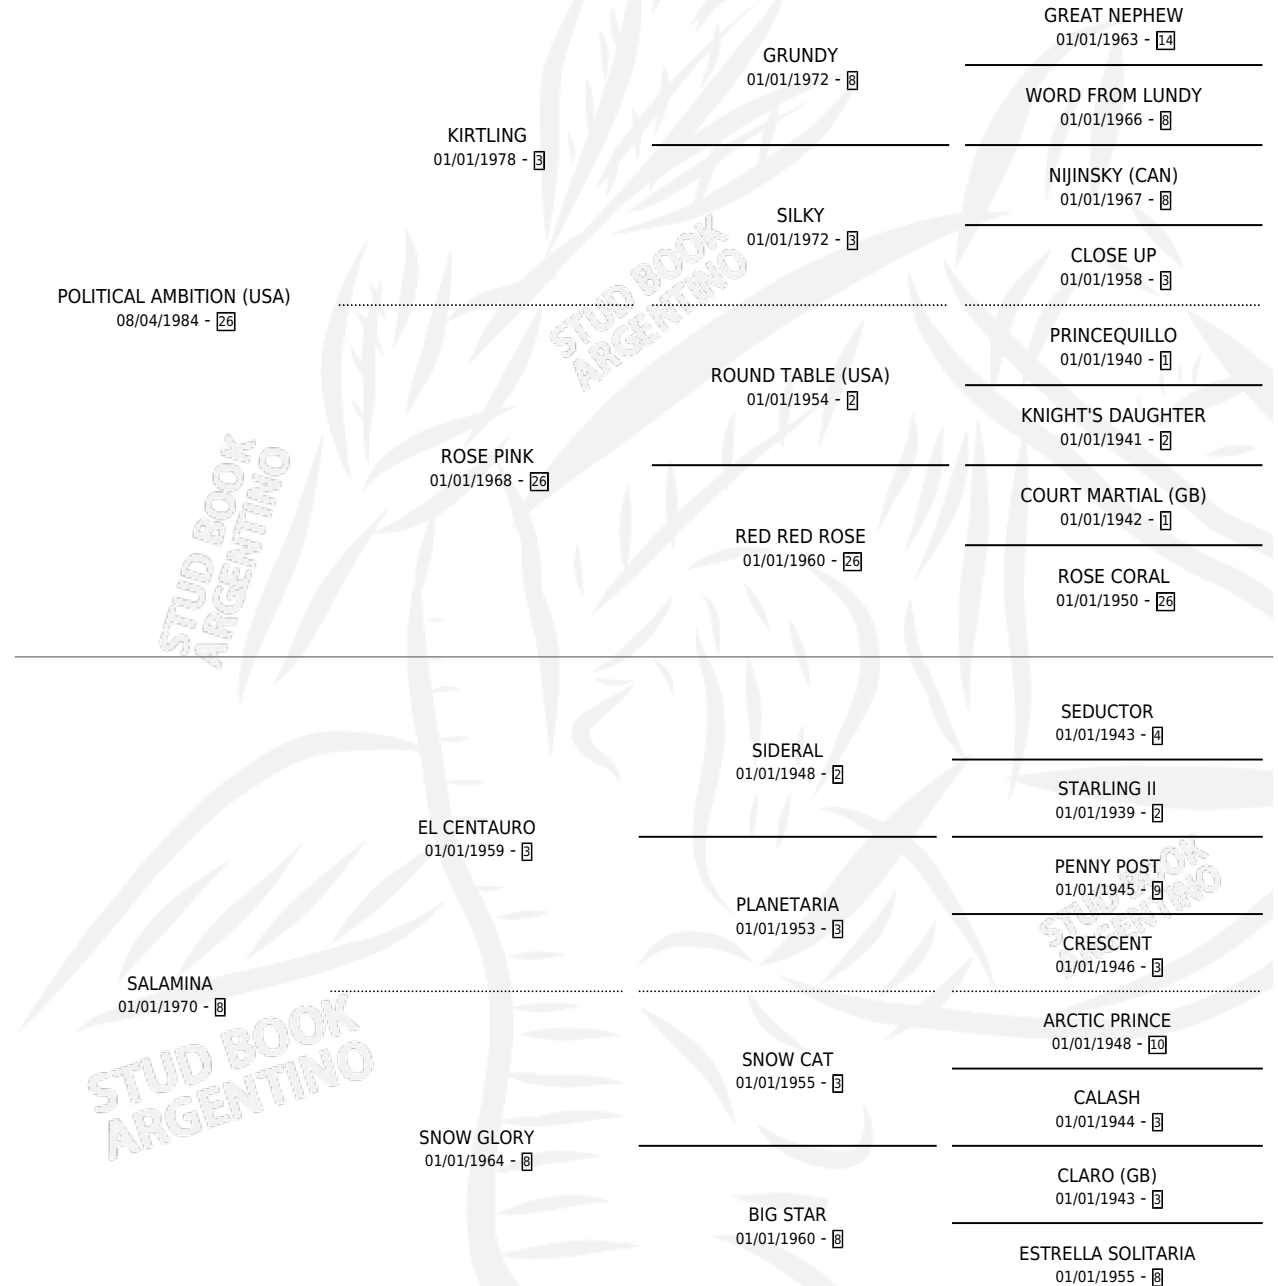 GREAT NEPHEW
01/01/1963 - 14
GRUNDY
01/01/1972 - 8
WORD FROM LUNDY
01/01/1966 - 8
KIRTLING
01/01/1978 - 3
NIJINSKY (CAN)
01/01/1967 - 8
SILKY
01/01/1972 - 3
CLOSE UP
01/01/1958 - 3
POLITICAL AMBITION (USA)
08/04/1984 - 26
PRINCEQUILLO
01/01/1940 - 1
ROUND TABLE (USA)
01/01/1954 - 2
KNIGHT'S DAUGHTER
01/01/1941 - 2
ROSE PINK
01/01/1968 - 26
COURT MARTIAL (GB)
01/01/1942 - 1
RED RED ROSE
01/01/1960 - 26
ROSE CORAL
01/01/1950 - 26
SEDUCTOR
01/01/1943 - 4
SIDERAL
01/01/1948 - 2
STARLING II
01/01/1939 - 2
EL CENTAURO
01/01/1959 - 3
PENNY POST
01/01/1945 - 9
PLANETARIA
01/01/1953 - 3
CRESCENT
01/01/1946 - 3
SALAMINA
01/01/1970 - 8
ARCTIC PRINCE
01/01/1948 - 10
SNOW CAT
01/01/1955 - 3
CALASH
01/01/1944 - 3
SNOW GLORY
01/01/1964 - 8
CLARO (GB)
01/01/1943 - 3
BIG STAR
01/01/1960 - 8
ESTRELLA SOLITARIA
01/01/1955 - 8
STUD BOOK
ARGENTINO
STUD BOOK
ARGENTINO
STUD BOOK
ARGENTINO
STUD BOOK
ARGENTINO